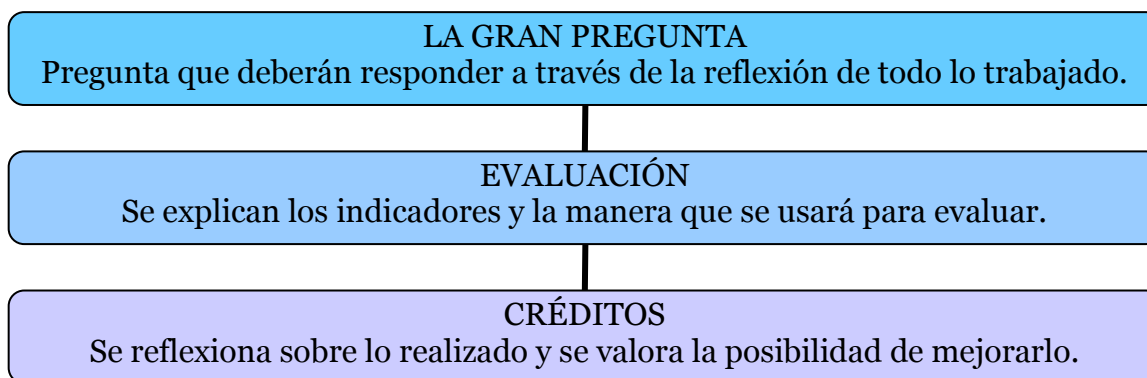 LA GRAN PREGUNTA
Pregunta que deberán responder a través de la reflexión de todo lo trabajado.
EVALUACIÓN
Se explican los indicadores y la manera que se usará para evaluar.
CRÉDITOS
Se reflexiona sobre lo realizado y se valora la posibilidad de mejorarlo.